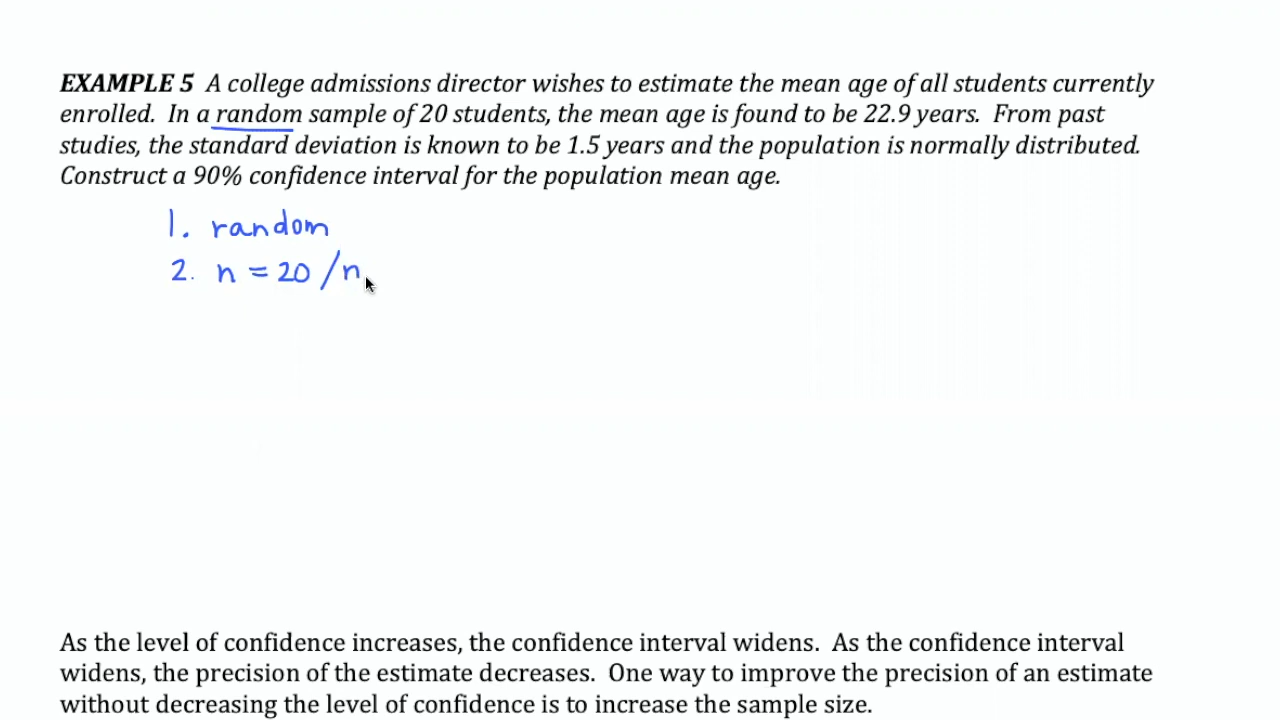 EXAMPLE 5 A college admissions director wishes to estimate the mean age of all students currently
enrolled. In a random sample of 20 students, the mean age is found to be 22.9 years. From past
studies, the standard deviation is known to be 1.5 years and the population is normally distributed.
Construct a 90% confidence interval for the population mean age.
1. random
2. n = 20 / n
As the level of confidence increases, the confidence interval widens. As the confidence interval
widens, the precision of the estimate decreases. One way to improve the precision of an estimate
without decreasing the level of confidence is to increase the sample size.